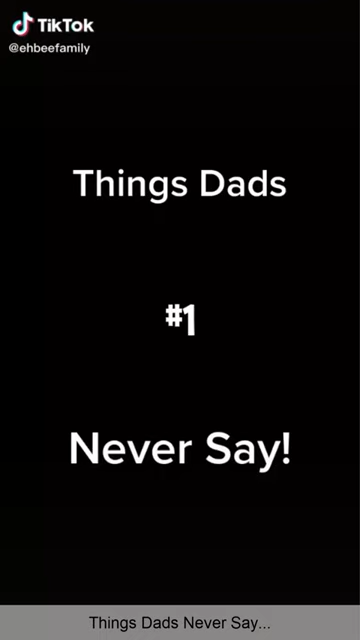 TikTok
@ehbeefamily
Things Dads
#1
Never Say!
Things Dads Never Say...